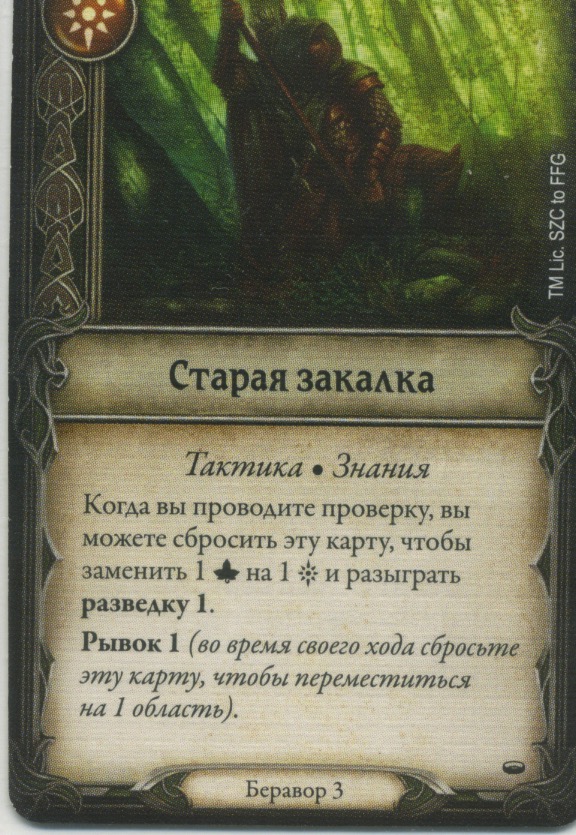 TM Lic. SZC to FFG
Старая закалка
Тактика • Знания
Когда вы проводите проверку, вы
можете сбросить эту карту, чтобы
заменить 1 на 1 и разыграть
разведку 1.
Рывок 1 (во время своего хода сбросьте
эту карту, чтобы переместиться
на 1 область).
Беравор 3